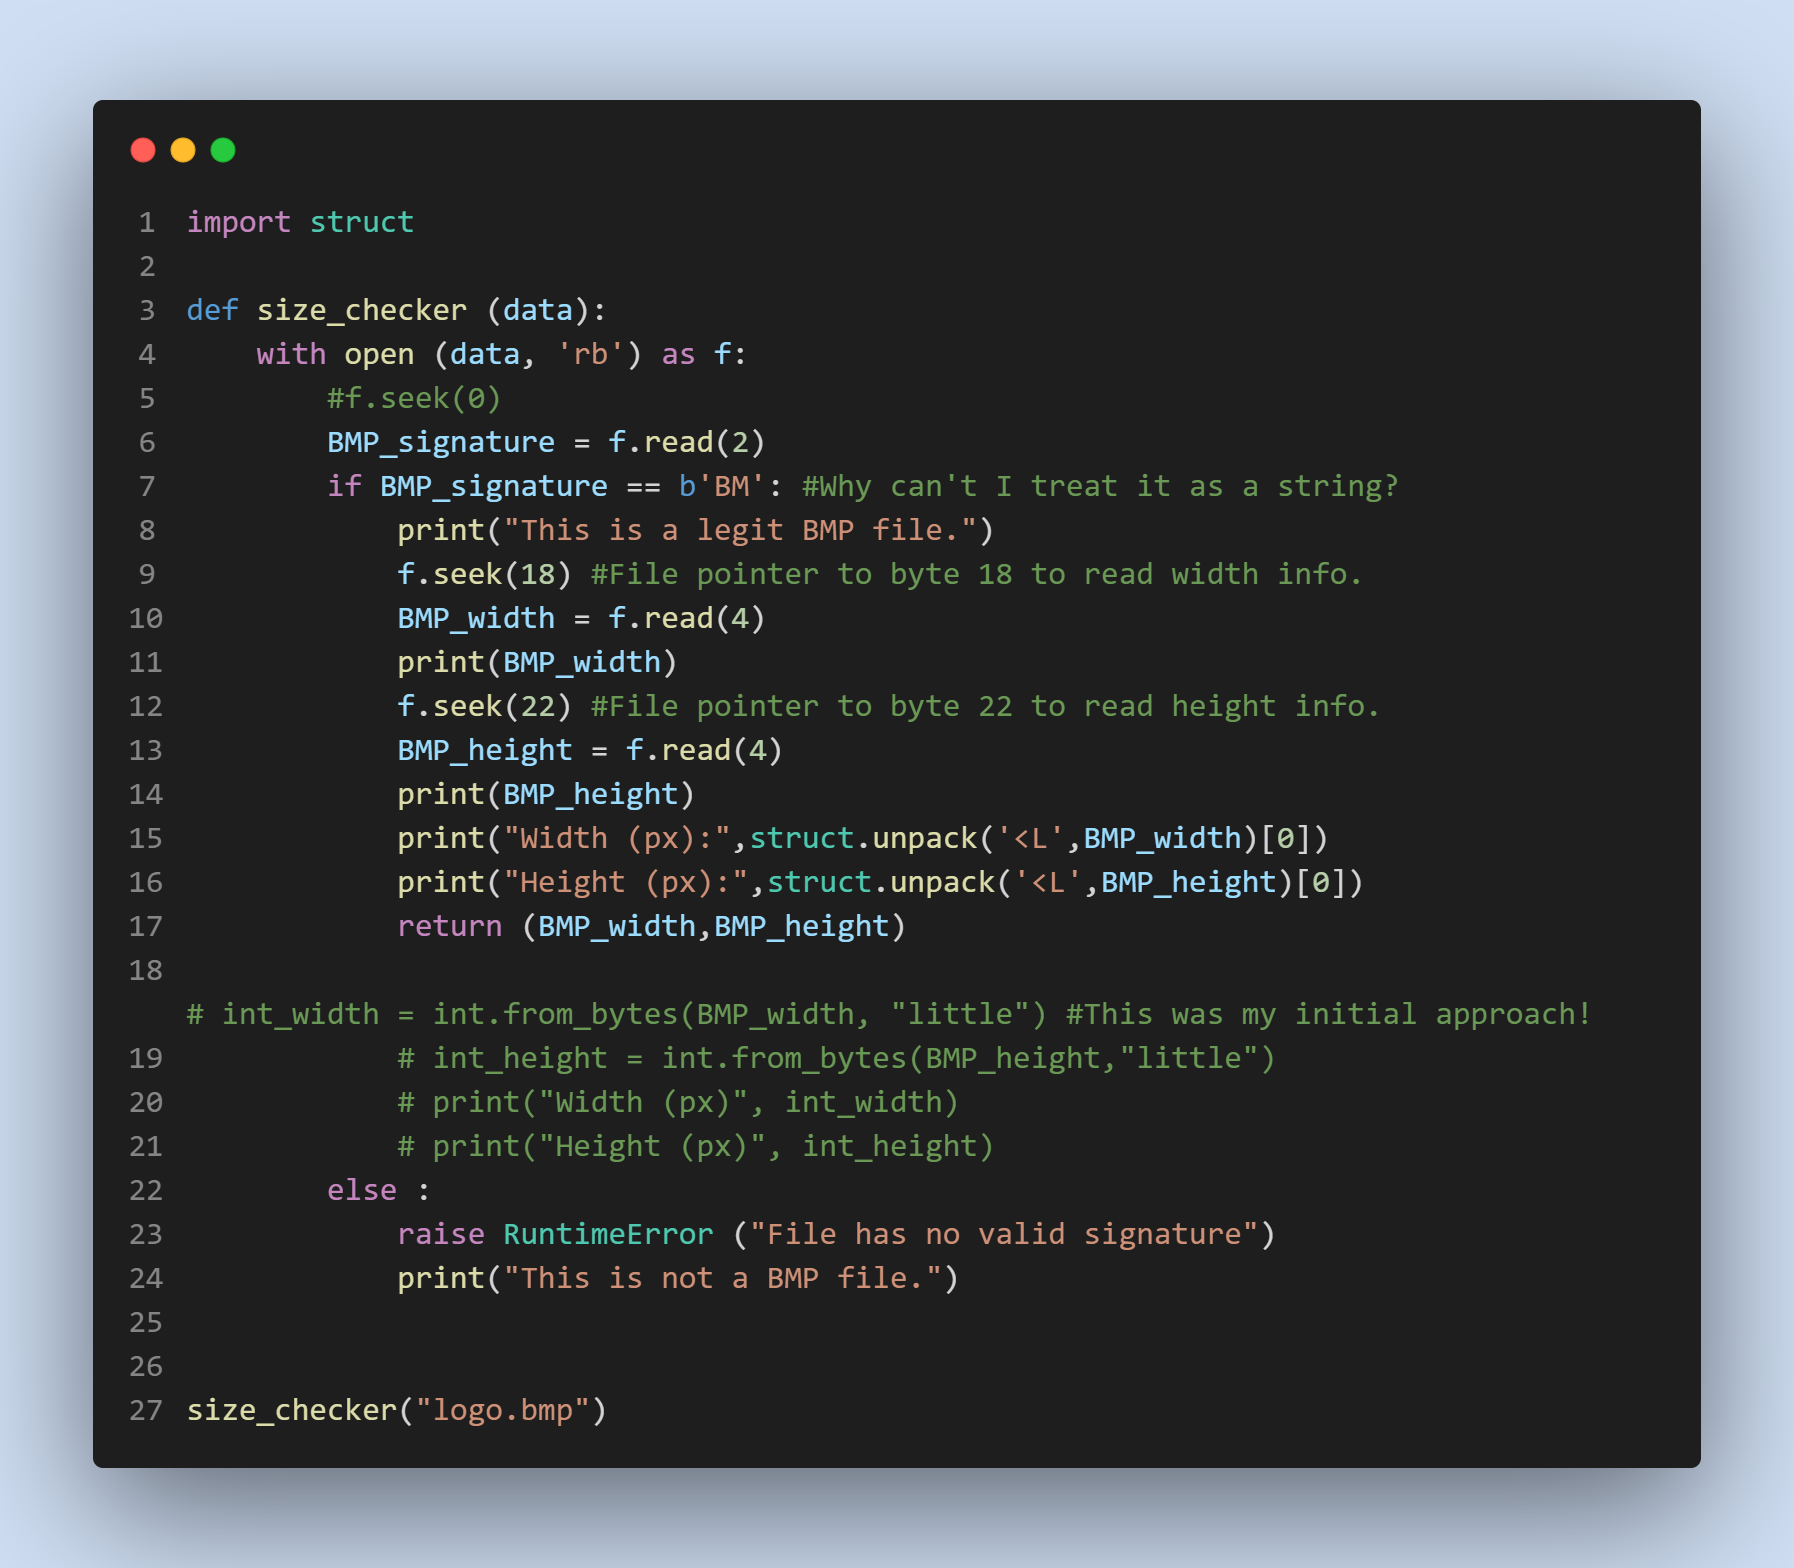 1 import struct
2
3 def size_checker (data):
4     with open (data, 'rb') as f:
5         #f.seek(0)
6         BMP_signature = f.read(2)
7         if BMP_signature == b'BM': #Why can't I treat it as a string?
8             print("This is a legit BMP file.")
9             f.seek(18) #File pointer to byte 18 to read width info.
10             BMP_width = f.read(4)
11             print(BMP_width)
12             f.seek(22) #File pointer to byte 22 to read height info.
13             BMP_height = f.read(4)
14             print(BMP_height)
15             print("Width (px):",struct.unpack('<L',BMP_width)[0])
16             print("Height (px):",struct.unpack('<L',BMP_height)[0])
17             return (BMP_width,BMP_height)
18
# int_width = int.from_bytes(BMP_width, "little") #This was my initial approach!
19             # int_height = int.from_bytes(BMP_height,"little")
20             # print("Width (px)", int_width)
21             # print("Height (px)", int_height)
22         else :
23             raise RuntimeError ("File has no valid signature")
24             print("This is not a BMP file.")
25
26
27 size_checker("logo.bmp")